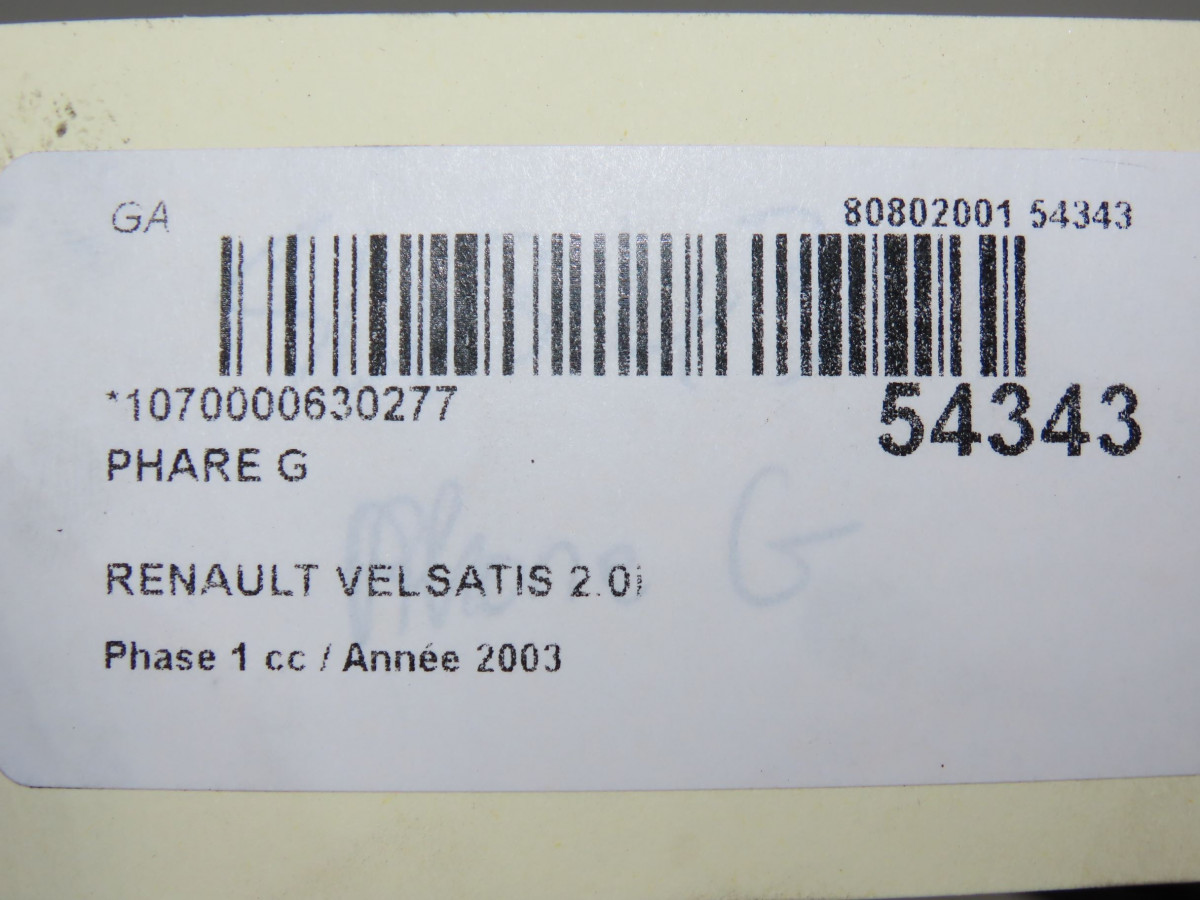 GA 80802001 54343
*1070000630277 54343
PHARE G
G
RENAULT VELSATIS 2.0i
Phase 1 cc / Année 2003